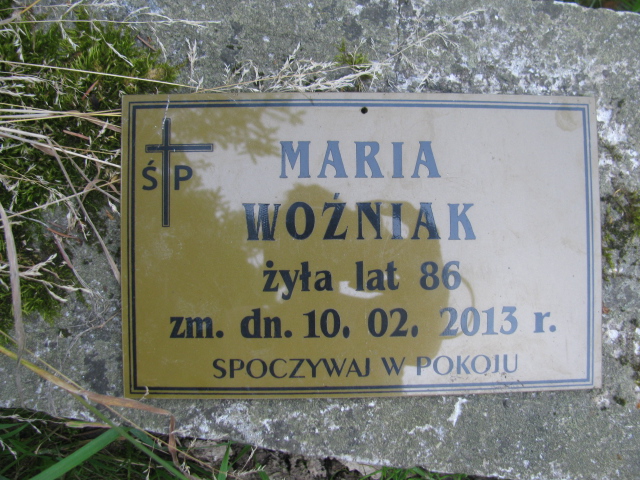 ŚP
MARIA
WOŹNIAK
żyła lat 86
zm. dn. 10. 02. 2013 r.
SPOCZYWAJ W POKOJU